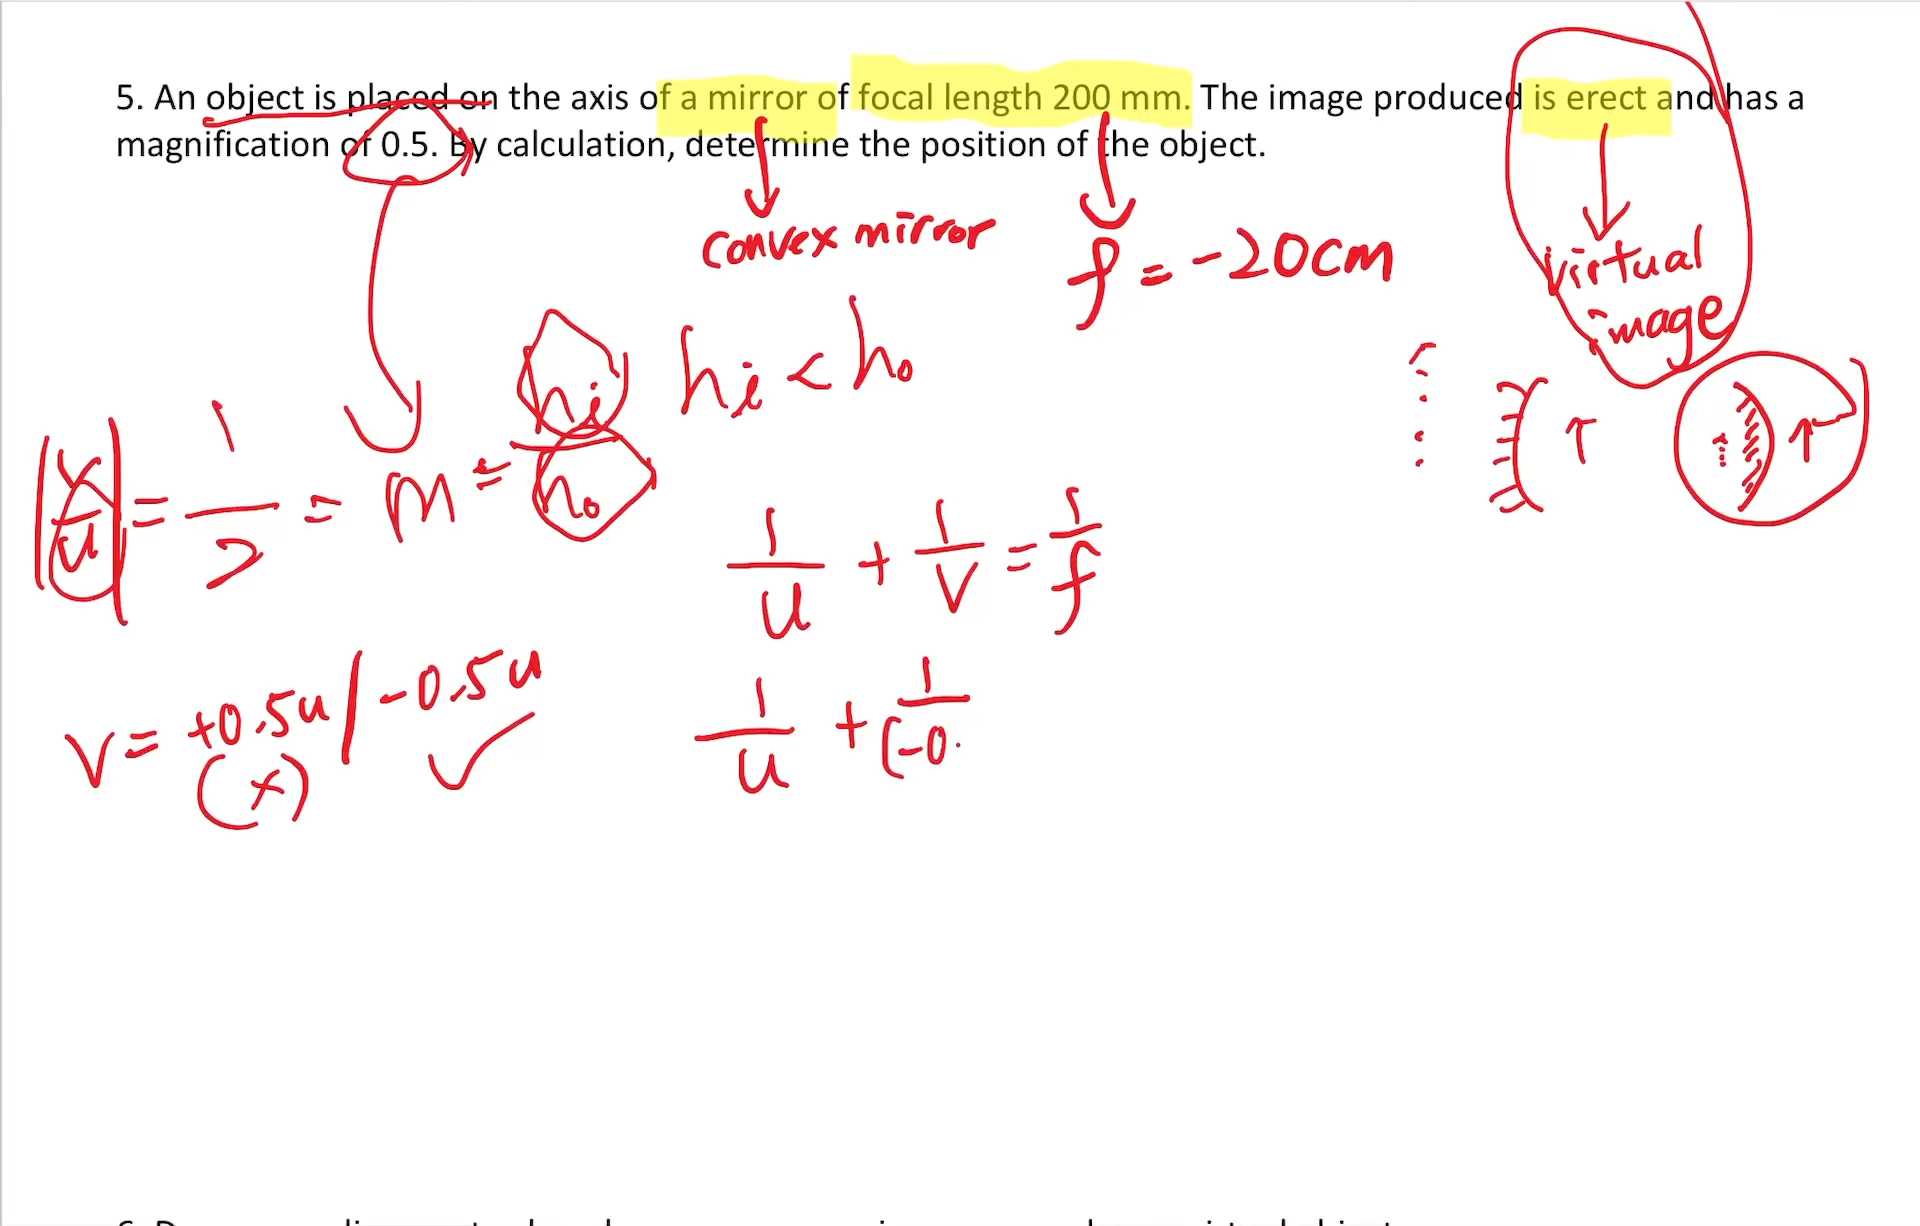 5. An object is placed on the axis of a mirror of focal length 200 mm. The image produced is erect and has a
magnification of 0.5. By calculation, determine the position of the object.
convex mirror
f = -20cm
virtual
image
|v/u| = 1/2 = m = hi/ho
hi < ho
1/u + 1/v = 1/f
v = +0.5u / -0.5u
(x)
1/u + 1/(-0.